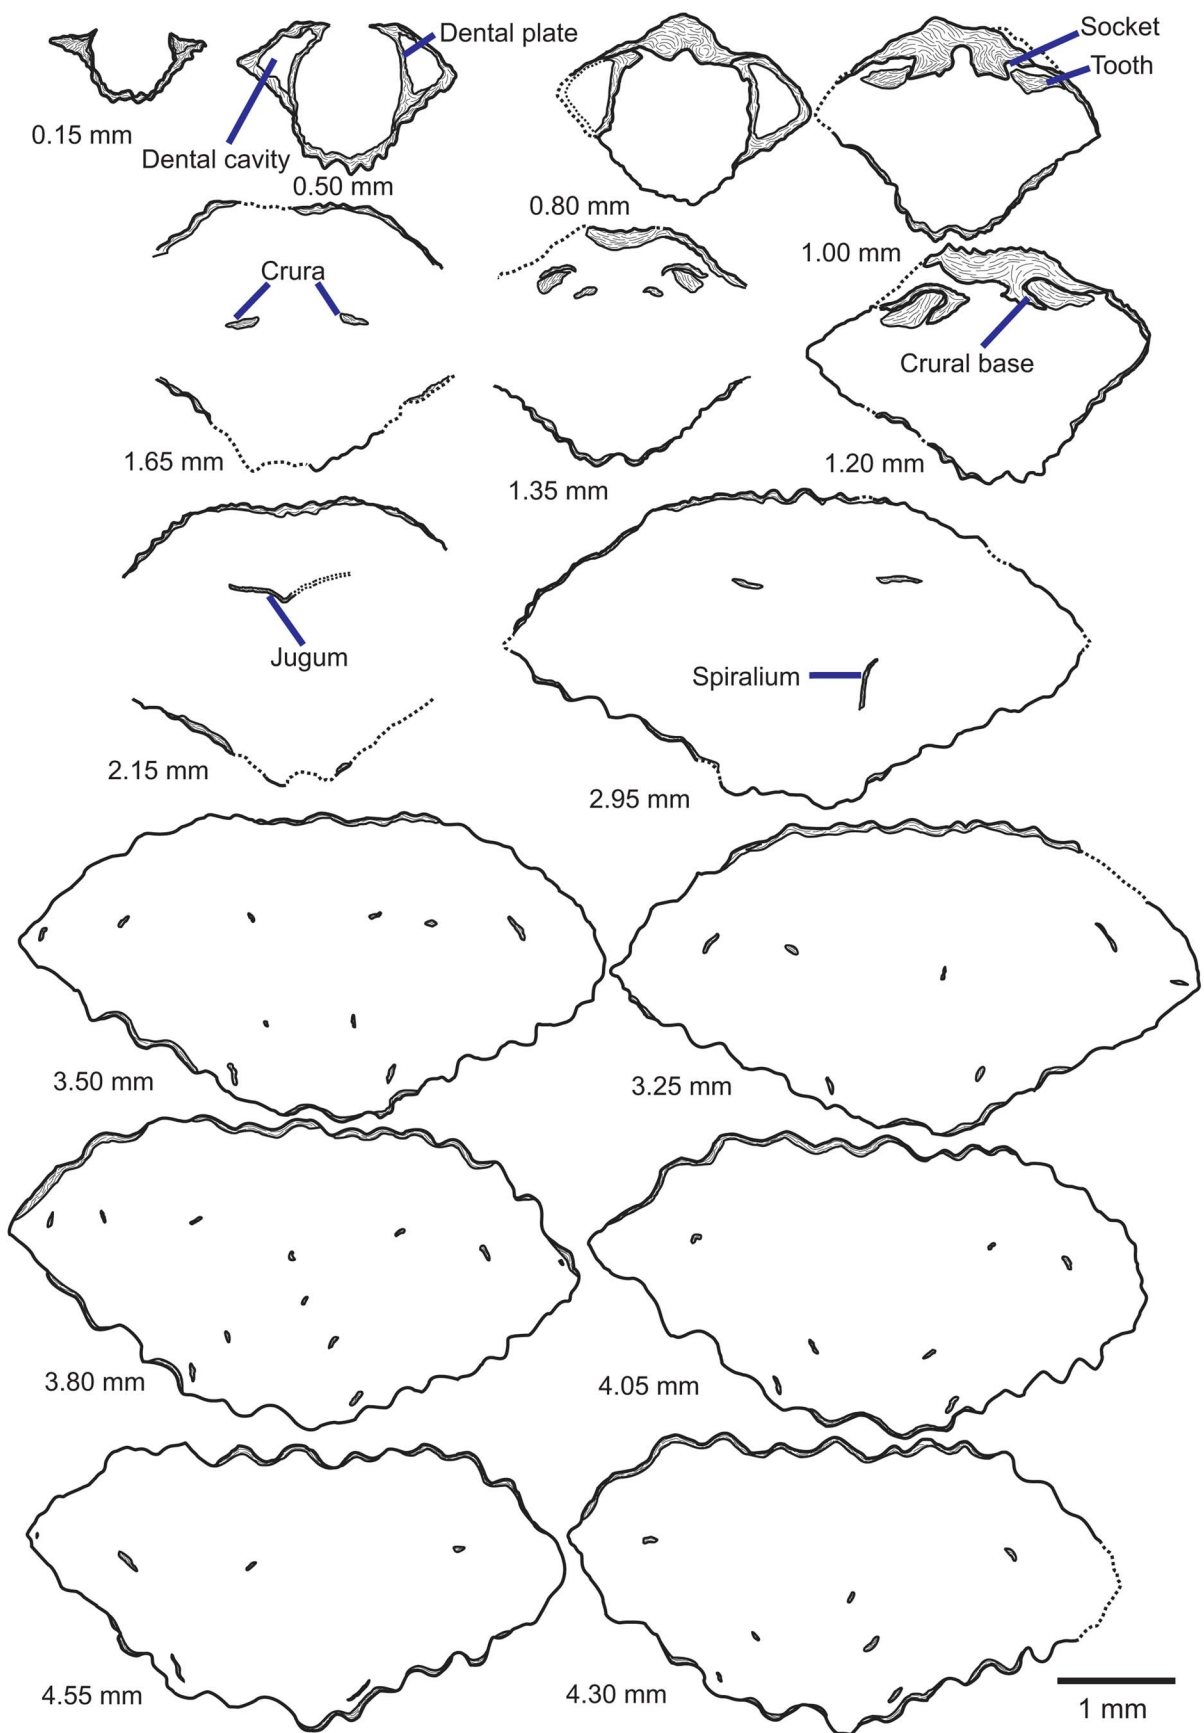 Dental plate
Socket
Tooth
0.15 mm
Dental cavity
0.50 mm
0.80 mm
1.00 mm
Crura
Crural base
1.65 mm
1.35 mm
1.20 mm
Jugum
Spiralium
2.15 mm
2.95 mm
3.50 mm
3.25 mm
3.80 mm
4.05 mm
4.55 mm
4.30 mm
1 mm